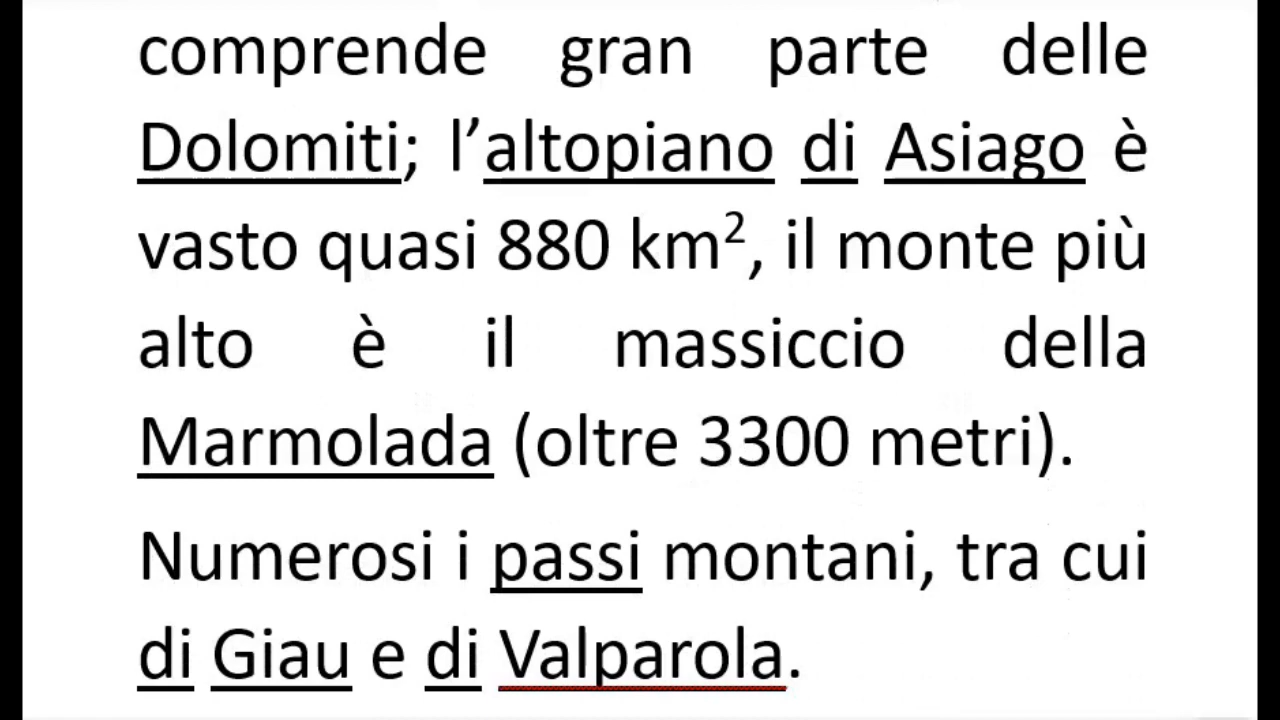 comprende gran parte delle
Dolomiti; l’altopiano di Asiago è
vasto quasi 880 km², il monte più
alto è il massiccio della
Marmolada (oltre 3300 metri).
Numerosi i passi montani, tra cui
di Giau e di Valparola.